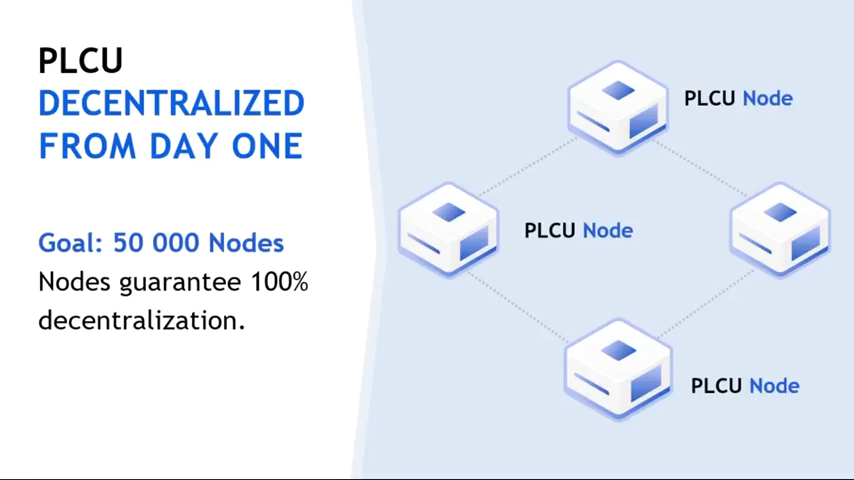 PLCU
DECENTRALIZED
FROM DAY ONE
Goal: 50 000 Nodes
Nodes guarantee 100%
decentralization.
PLCU Node
PLCU Node
PLCU Node